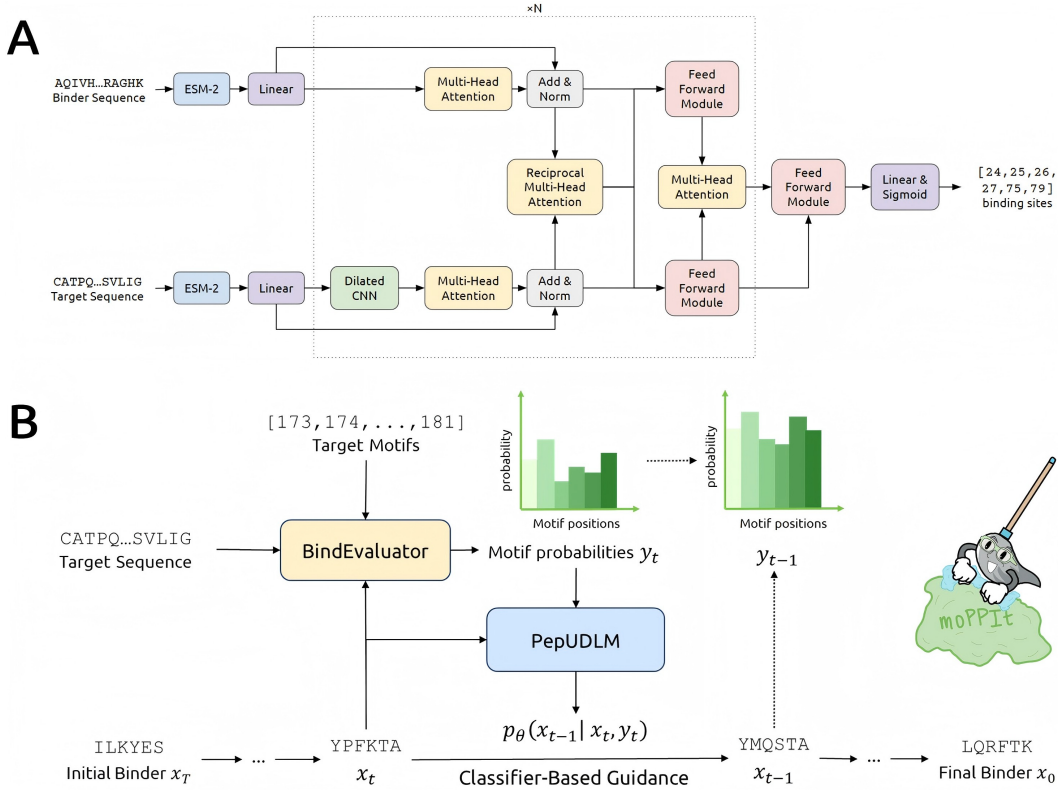 A
×N
AQIVH...RAGHK
Binder Sequence
ESM-2
Linear
Multi-Head
Attention
Add &
Norm
Feed
Forward
Module
Reciprocal
Multi-Head
Attention
Multi-Head
Attention
Feed
Forward
Module
Linear &
Sigmoid
[24,25,26,
27,75,79]
binding sites
CATPQ...SVLIG
Target Sequence
ESM-2
Linear
Dilated
CNN
Multi-Head
Attention
Add &
Norm
Feed
Forward
Module
B
[173,174,...,181]
Target Motifs
probability
Motif positions
probability
Motif positions
CATPQ...SVLIG
Target Sequence
BindEvaluator
Motif probabilities y_t
y_{t−1}
moPPIt
PepUDLM
p_θ(x_{t−1}| x_t, y_t)
ILKYES
Initial Binder x_T
...
YPFKTA
x_t
Classifier-Based Guidance
YMQSTA
x_{t−1}
...
LQRFTK
Final Binder x_0